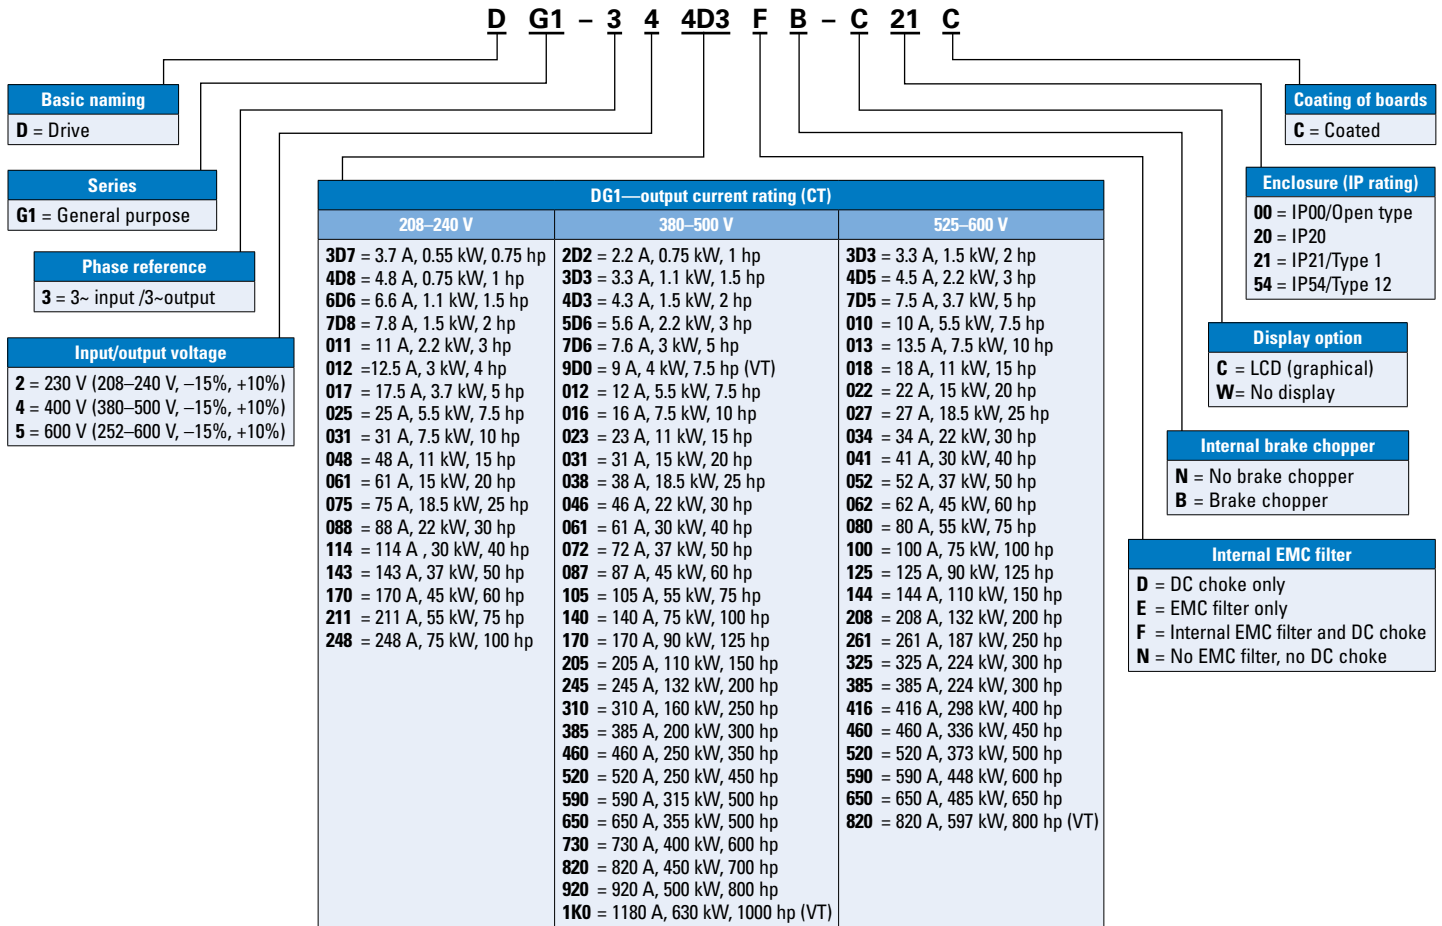 D G1 – 3 4 4D3 F B – C 21 C
Basic naming
D = Drive
Series
G1 = General purpose
Phase reference
3 = 3~ input /3~output
Input/output voltage
2 = 230 V (208–240 V, –15%, +10%)
4 = 400 V (380–500 V, –15%, +10%)
5 = 600 V (252–600 V, –15%, +10%)
DG1—output current rating (CT)
208–240 V
3D7 = 3.7 A, 0.55 kW, 0.75 hp
4D8 = 4.8 A, 0.75 kW, 1 hp
6D6 = 6.6 A, 1.1 kW, 1.5 hp
7D8 = 7.8 A, 1.5 kW, 2 hp
011 = 11 A, 2.2 kW, 3 hp
012 =12.5 A, 3 kW, 4 hp
017 = 17.5 A, 3.7 kW, 5 hp
025 = 25 A, 5.5 kW, 7.5 hp
031 = 31 A, 7.5 kW, 10 hp
048 = 48 A, 11 kW, 15 hp
061 = 61 A, 15 kW, 20 hp
075 = 75 A, 18.5 kW, 25 hp
088 = 88 A, 22 kW, 30 hp
114 = 114 A , 30 kW, 40 hp
143 = 143 A, 37 kW, 50 hp
170 = 170 A, 45 kW, 60 hp
211 = 211 A, 55 kW, 75 hp
248 = 248 A, 75 kW, 100 hp
380–500 V
2D2 = 2.2 A, 0.75 kW, 1 hp
3D3 = 3.3 A, 1.1 kW, 1.5 hp
4D3 = 4.3 A, 1.5 kW, 2 hp
5D6 = 5.6 A, 2.2 kW, 3 hp
7D6 = 7.6 A, 3 kW, 5 hp
9D0 = 9 A, 4 kW, 7.5 hp (VT)
012 = 12 A, 5.5 kW, 7.5 hp
016 = 16 A, 7.5 kW, 10 hp
023 = 23 A, 11 kW, 15 hp
031 = 31 A, 15 kW, 20 hp
038 = 38 A, 18.5 kW, 25 hp
046 = 46 A, 22 kW, 30 hp
061 = 61 A, 30 kW, 40 hp
072 = 72 A, 37 kW, 50 hp
087 = 87 A, 45 kW, 60 hp
105 = 105 A, 55 kW, 75 hp
140 = 140 A, 75 kW, 100 hp
170 = 170 A, 90 kW, 125 hp
205 = 205 A, 110 kW, 150 hp
245 = 245 A, 132 kW, 200 hp
310 = 310 A, 160 kW, 250 hp
385 = 385 A, 200 kW, 300 hp
460 = 460 A, 250 kW, 350 hp
520 = 520 A, 250 kW, 450 hp
590 = 590 A, 315 kW, 500 hp
650 = 650 A, 355 kW, 500 hp
730 = 730 A, 400 kW, 600 hp
820 = 820 A, 450 kW, 700 hp
920 = 920 A, 500 kW, 800 hp
1K0 = 1180 A, 630 kW, 1000 hp (VT)
525–600 V
3D3 = 3.3 A, 1.5 kW, 2 hp
4D5 = 4.5 A, 2.2 kW, 3 hp
7D5 = 7.5 A, 3.7 kW, 5 hp
010 = 10 A, 5.5 kW, 7.5 hp
013 = 13.5 A, 7.5 kW, 10 hp
018 = 18 A, 11 kW, 15 hp
022 = 22 A, 15 kW, 20 hp
027 = 27 A, 18.5 kW, 25 hp
034 = 34 A, 22 kW, 30 hp
041 = 41 A, 30 kW, 40 hp
052 = 52 A, 37 kW, 50 hp
062 = 62 A, 45 kW, 60 hp
080 = 80 A, 55 kW, 75 hp
100 = 100 A, 75 kW, 100 hp
125 = 125 A, 90 kW, 125 hp
144 = 144 A, 110 kW, 150 hp
208 = 208 A, 132 kW, 200 hp
261 = 261 A, 187 kW, 250 hp
325 = 325 A, 224 kW, 300 hp
385 = 385 A, 224 kW, 300 hp
416 = 416 A, 298 kW, 400 hp
460 = 460 A, 336 kW, 450 hp
520 = 520 A, 373 kW, 500 hp
590 = 590 A, 448 kW, 600 hp
650 = 650 A, 485 kW, 650 hp
820 = 820 A, 597 kW, 800 hp (VT)
Coating of boards
C = Coated
Enclosure (IP rating)
00 = IP00/Open type
20 = IP20
21 = IP21/Type 1
54 = IP54/Type 12
Display option
C = LCD (graphical)
W= No display
Internal brake chopper
N = No brake chopper
B = Brake chopper
Internal EMC filter
D = DC choke only
E = EMC filter only
F = Internal EMC filter and DC choke
N = No EMC filter, no DC choke